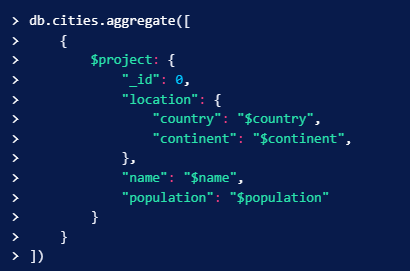 > db.cities.aggregate([
>     {
>         $project: {
>             "_id": 0,
>             "location": {
>                 "country": "$country",
>                 "continent": "$continent",
>             },
>             "name": "$name",
>             "population": "$population"
>         }
>     }
> ])